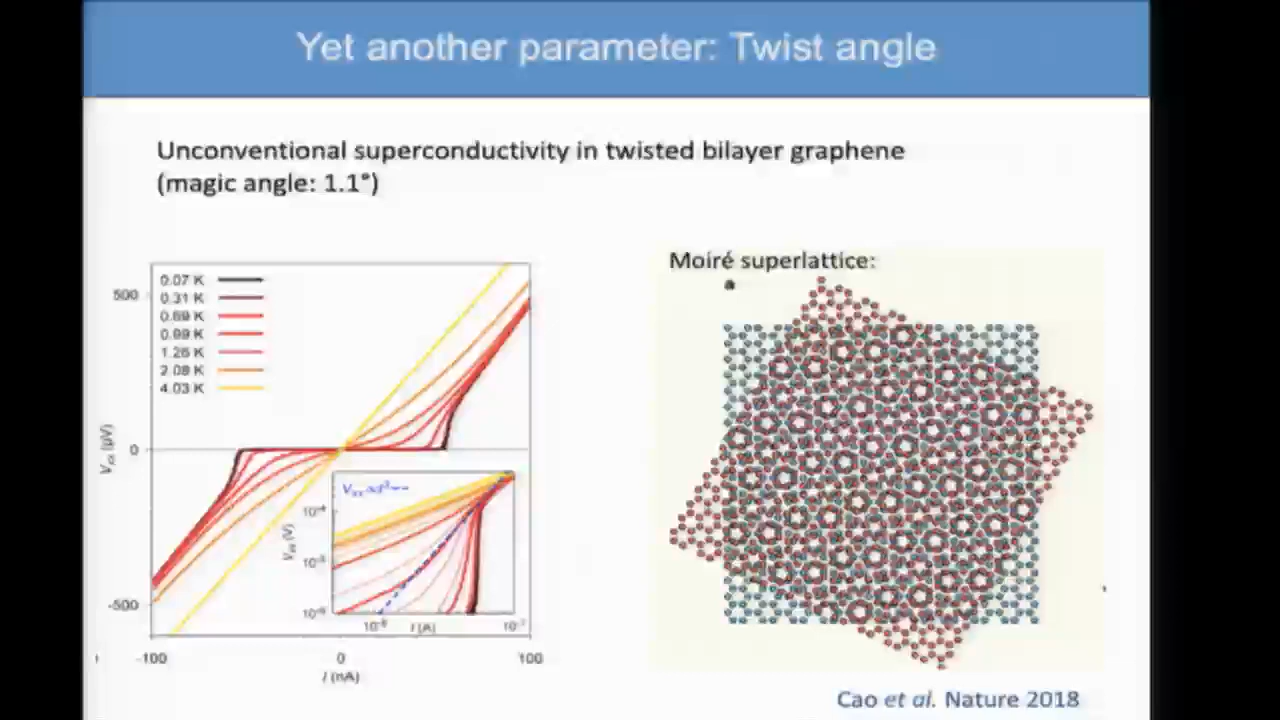 Yet another parameter: Twist angle
Unconventional superconductivity in twisted bilayer graphene
(magic angle: 1.1°)
Moiré superlattice:
a
0.07 K
0.31 K
0.69 K
0.99 K
1.26 K
2.08 K
4.03 K
500
0
-500
-100
0
100
I (nA)
I (A)
Cao et al. Nature 2018